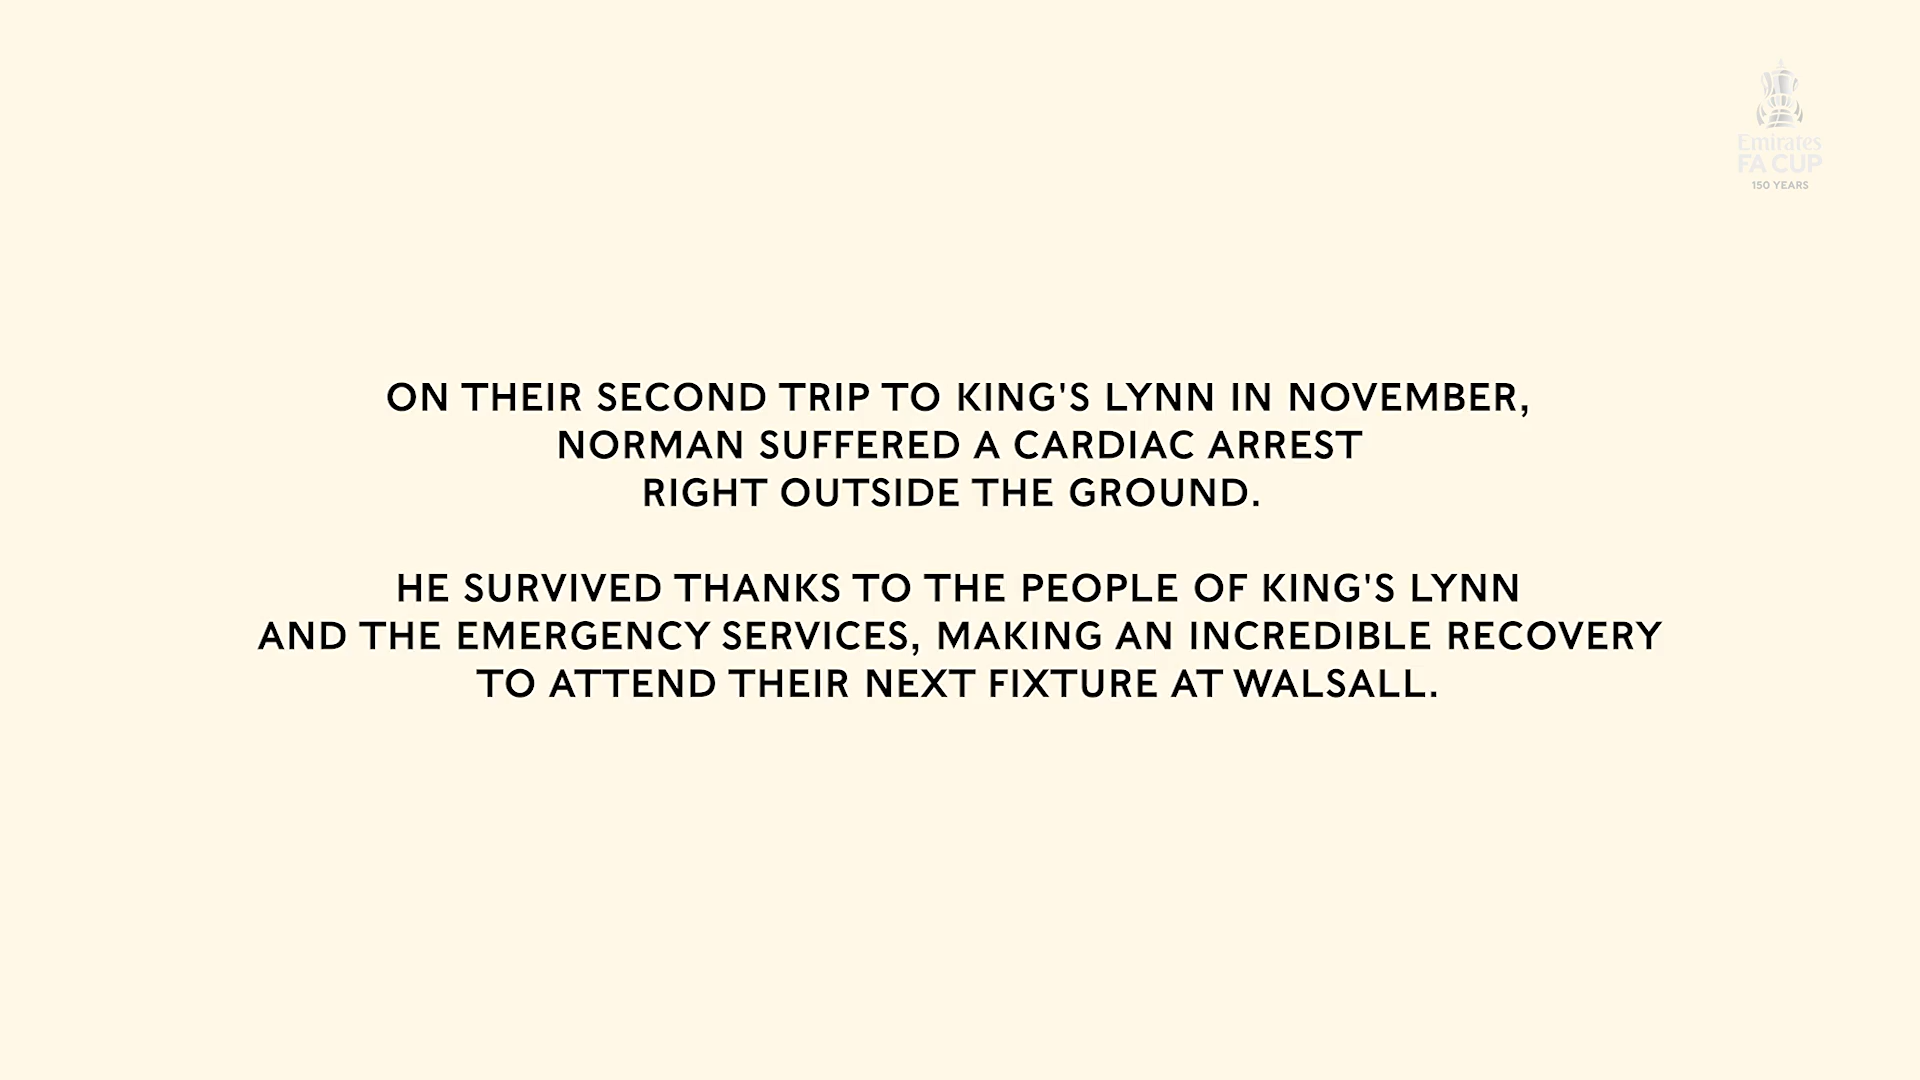 Emirates
FA CUP
150 YEARS
ON THEIR SECOND TRIP TO KING'S LYNN IN NOVEMBER,
NORMAN SUFFERED A CARDIAC ARREST
RIGHT OUTSIDE THE GROUND.
HE SURVIVED THANKS TO THE PEOPLE OF KING'S LYNN
AND THE EMERGENCY SERVICES, MAKING AN INCREDIBLE RECOVERY
TO ATTEND THEIR NEXT FIXTURE AT WALSALL.